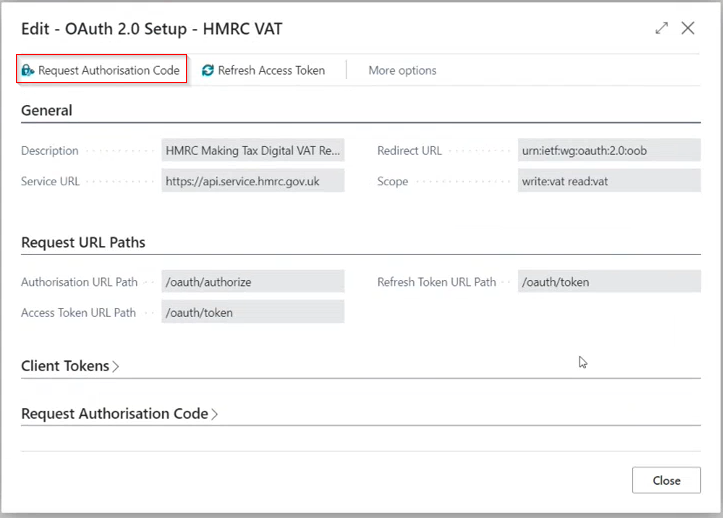 Edit - OAuth 2.0 Setup - HMRC VAT
Request Authorisation Code Refresh Access Token More options
General
Description HMRC Making Tax Digital VAT Re... Redirect URL urn:ietf:wg:oauth:2.0:oob
Service URL https://api.service.hmrc.gov.uk Scope write:vat read:vat
Request URL Paths
Authorisation URL Path /oauth/authorize Refresh Token URL Path /oauth/token
Access Token URL Path /oauth/token
Client Tokens
Request Authorisation Code
Close